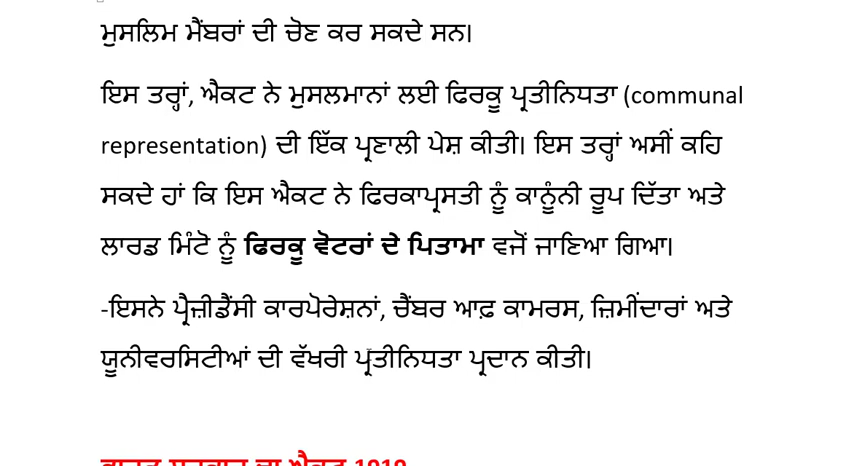 ਮੁਸਲਿਮ ਮੈਂਬਰਾਂ ਦੀ ਚੋਣ ਕਰ ਸਕਦੇ ਸਨ।
ਇਸ ਤਰ੍ਹਾਂ, ਐਕਟ ਨੇ ਮੁਸਲਮਾਨਾਂ ਲਈ ਫਿਰਕੂ ਪ੍ਰਤੀਨਿਧਤਾ (communal
representation) ਦੀ ਇੱਕ ਪ੍ਰਣਾਲੀ ਪੇਸ਼ ਕੀਤੀ। ਇਸ ਤਰ੍ਹਾਂ ਅਸੀਂ ਕਹਿ
ਸਕਦੇ ਹਾਂ ਕਿ ਇਸ ਐਕਟ ਨੇ ਫਿਰਕਾਪ੍ਰਸਤੀ ਨੂੰ ਕਾਨੂੰਨੀ ਰੂਪ ਦਿੱਤਾ ਅਤੇ
ਲਾਰਡ ਮਿੰਟੋ ਨੂੰ ਫਿਰਕੂ ਵੋਟਰਾਂ ਦੇ ਪਿਤਾਮਾ ਵਜੋਂ ਜਾਣਿਆ ਗਿਆ।
-ਇਸਨੇ ਪ੍ਰੈਜ਼ੀਡੈਂਸੀ ਕਾਰਪੋਰੇਸ਼ਨਾਂ, ਚੈਂਬਰ ਆਫ਼ ਕਾਮਰਸ, ਜ਼ਿਮੀਂਦਾਰਾਂ ਅਤੇ
ਯੂਨੀਵਰਸਿਟੀਆਂ ਦੀ ਵੱਖਰੀ ਪ੍ਰਤੀਨਿਧਤਾ ਪ੍ਰਦਾਨ ਕੀਤੀ।